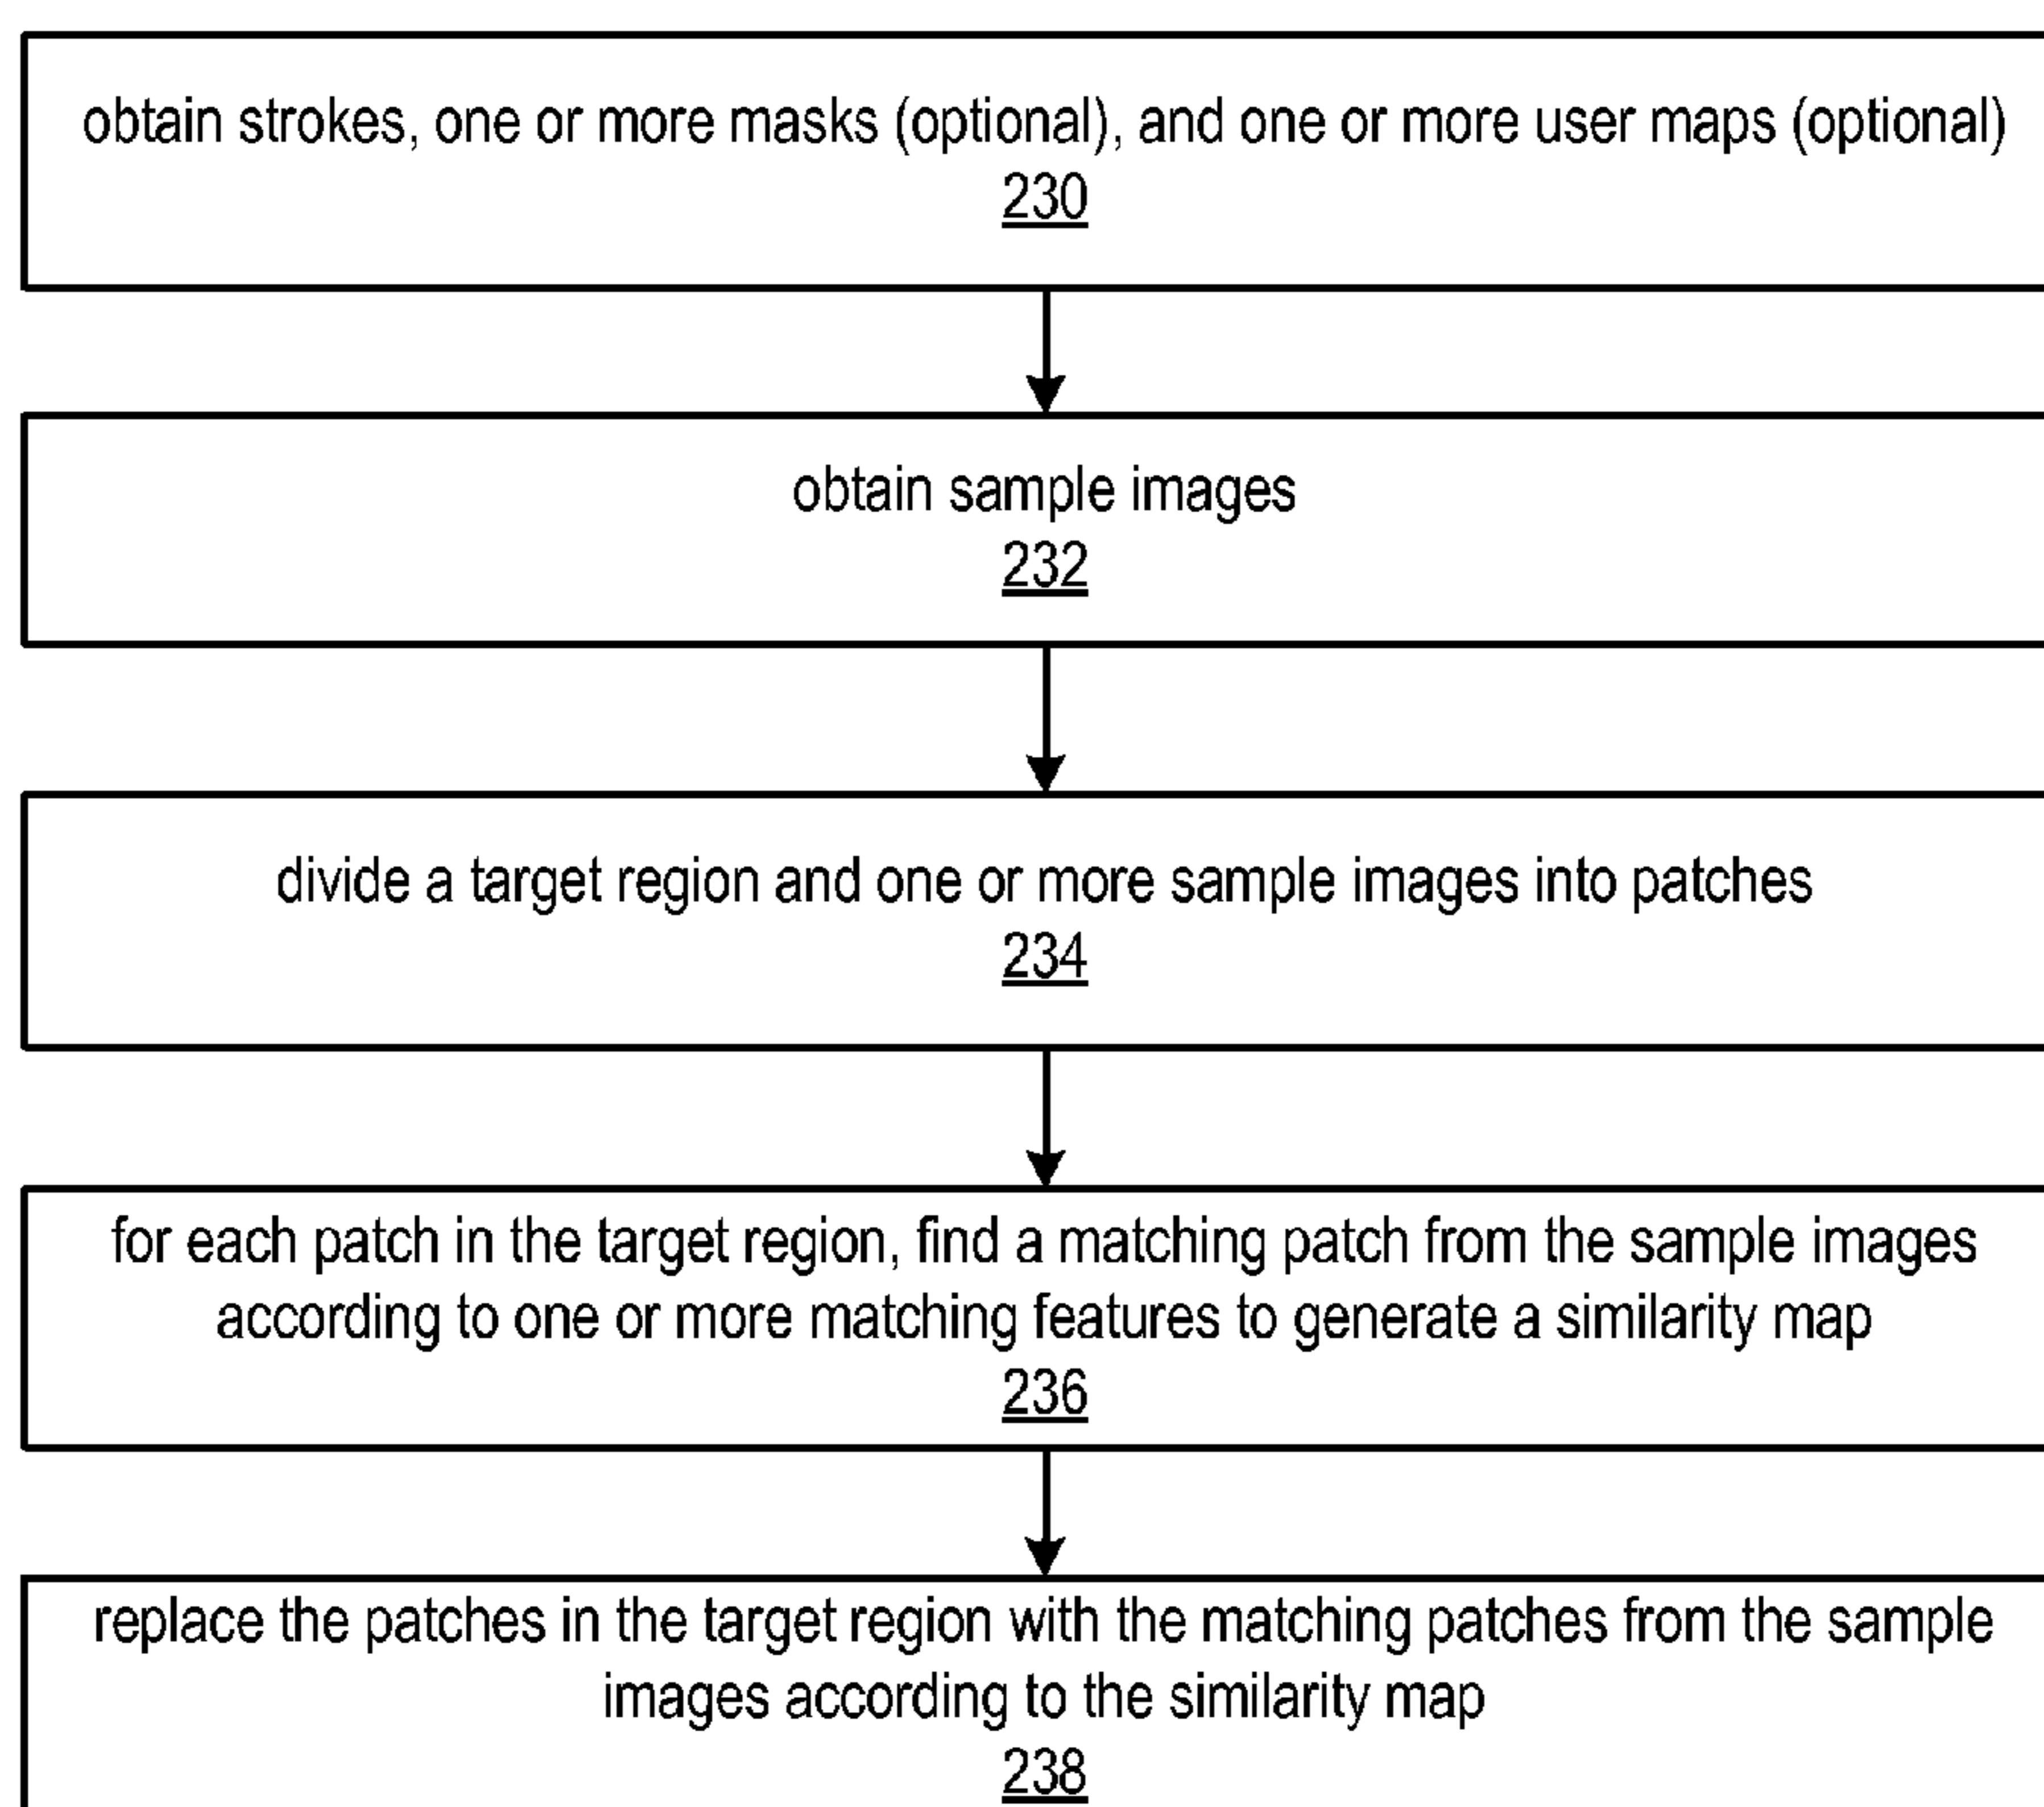 obtain strokes, one or more masks (optional), and one or more user maps (optional)
230
obtain sample images
232
divide a target region and one or more sample images into patches
234
for each patch in the target region, find a matching patch from the sample images
according to one or more matching features to generate a similarity map
236
replace the patches in the target region with the matching patches from the sample
images according to the similarity map
238